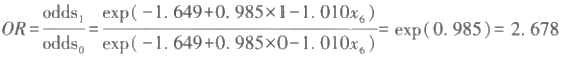 OR = odds₁/odds₀ = exp(-1.649+0.985×1-1.010x₆)/exp(-1.649+0.985×0-1.010x₆) = exp(0.985) = 2.678